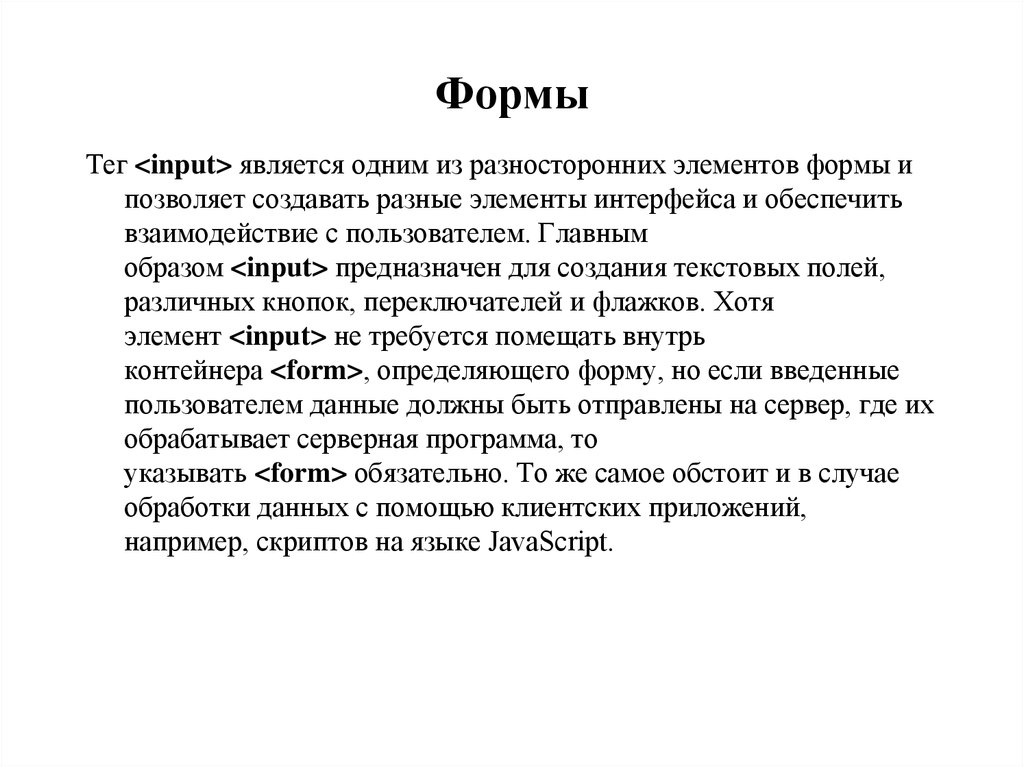 Формы
Тег <input> является одним из разносторонних элементов формы и
позволяет создавать разные элементы интерфейса и обеспечить
взаимодействие с пользователем. Главным
образом <input> предназначен для создания текстовых полей,
различных кнопок, переключателей и флажков. Хотя
элемент <input> не требуется помещать внутрь
контейнера <form>, определяющего форму, но если введенные
пользователем данные должны быть отправлены на сервер, где их
обрабатывает серверная программа, то
указывать <form> обязательно. То же самое обстоит и в случае
обработки данных с помощью клиентских приложений,
например, скриптов на языке JavaScript.